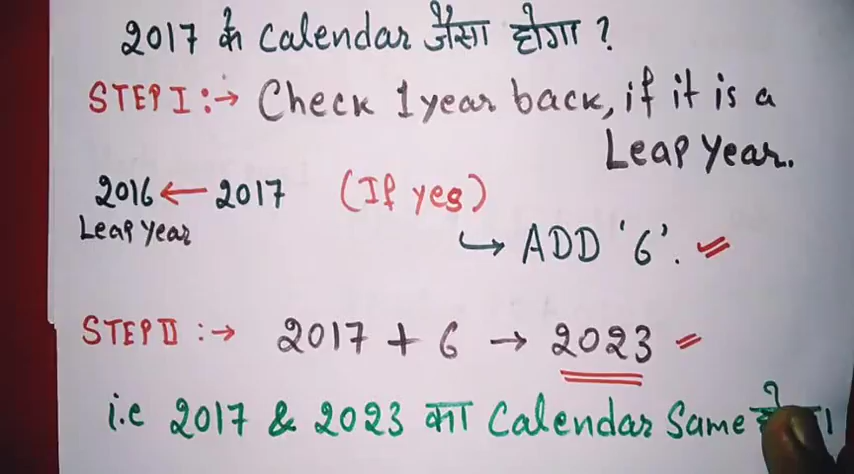 2017 के Calendar जैसा होगा ?
STEP I :→ Check 1 year back, if it is a
Leap Year.
2016 ← 2017 (If yes)
Leap Year
↳ ADD '6'.
STEP II :→ 2017 + 6 → 2023
i.e 2017 & 2023 का Calendar Same